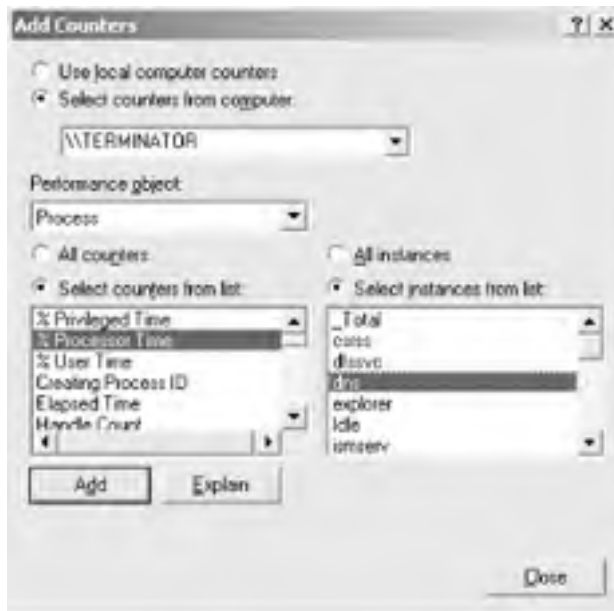 Add Counters
Use local computer counters
Select counters from computer:
\\TERMINATOR
Performance object:
Process
All counters
All instances
Select counters from list:
Select instances from list:
% Privileged Time
% Processor Time
% User Time
Creating Process ID
Elapsed Time
Handle Count
_Total
csrss
dfssvc
dns
explorer
Idle
ismserv
Add
Explain
Close